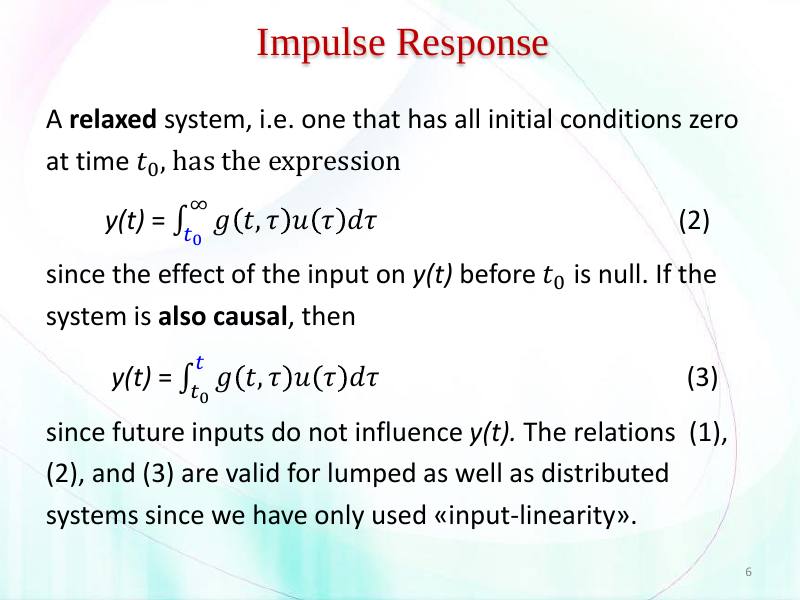 Impulse Response
A relaxed system, i.e. one that has all initial conditions zero
at time t₀, has the expression
y(t) = ∫_{t₀}^{∞} g(t, τ)u(τ)dτ (2)
since the effect of the input on y(t) before t₀ is null. If the
system is also causal, then
y(t) = ∫_{t₀}^{t} g(t, τ)u(τ)dτ (3)
since future inputs do not influence y(t). The relations (1),
(2), and (3) are valid for lumped as well as distributed
systems since we have only used «input-linearity».
6